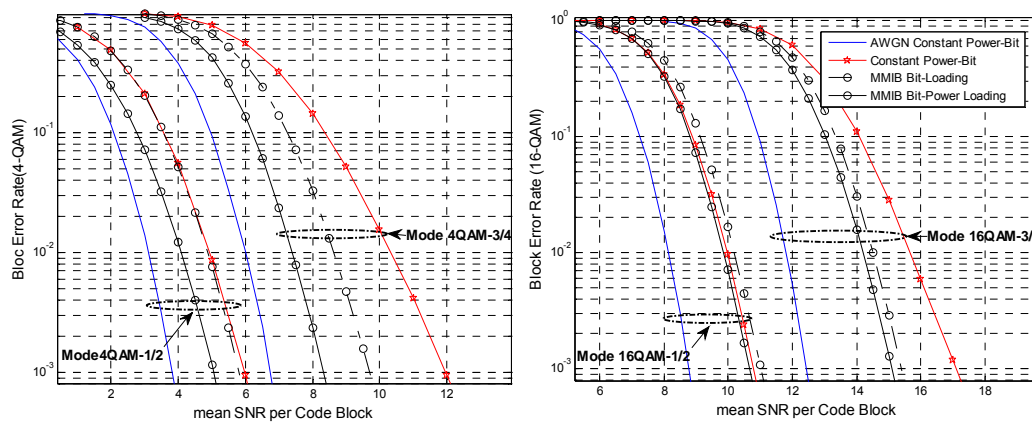 Bloc Error Rate(4-QAM)
10^-1
10^-2
10^-3
2 4 6 8 10 12
mean SNR per Code Block
Mode 4QAM-3/4
Mode4QAM-1/2
Block Error Rate (16-QAM)
10^0
10^-1
10^-2
10^-3
6 8 10 12 14 16 18
mean SNR per Code Block
AWGN Constant Power-Bit
Constant Power-Bit
MMIB Bit-Loading
MMIB Bit-Power Loading
Mode 16QAM-3/
Mode 16QAM-1/2